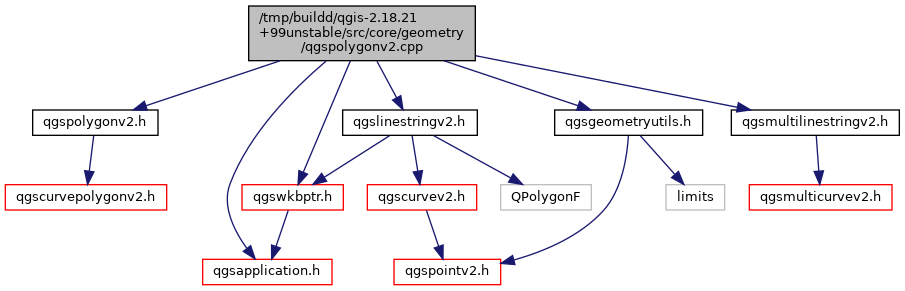 /tmp/buildd/qgis-2.18.21
+99unstable/src/core/geometry
/qgspolygonv2.cpp
qgspolygonv2.h
qgslinestringv2.h
qgsgeometryutils.h
qgsmultilinestringv2.h
qgscurvepolygonv2.h
qgswkbptr.h
qgscurvev2.h
QPolygonF
limits
qgsmulticurvev2.h
qgsapplication.h
qgspointv2.h